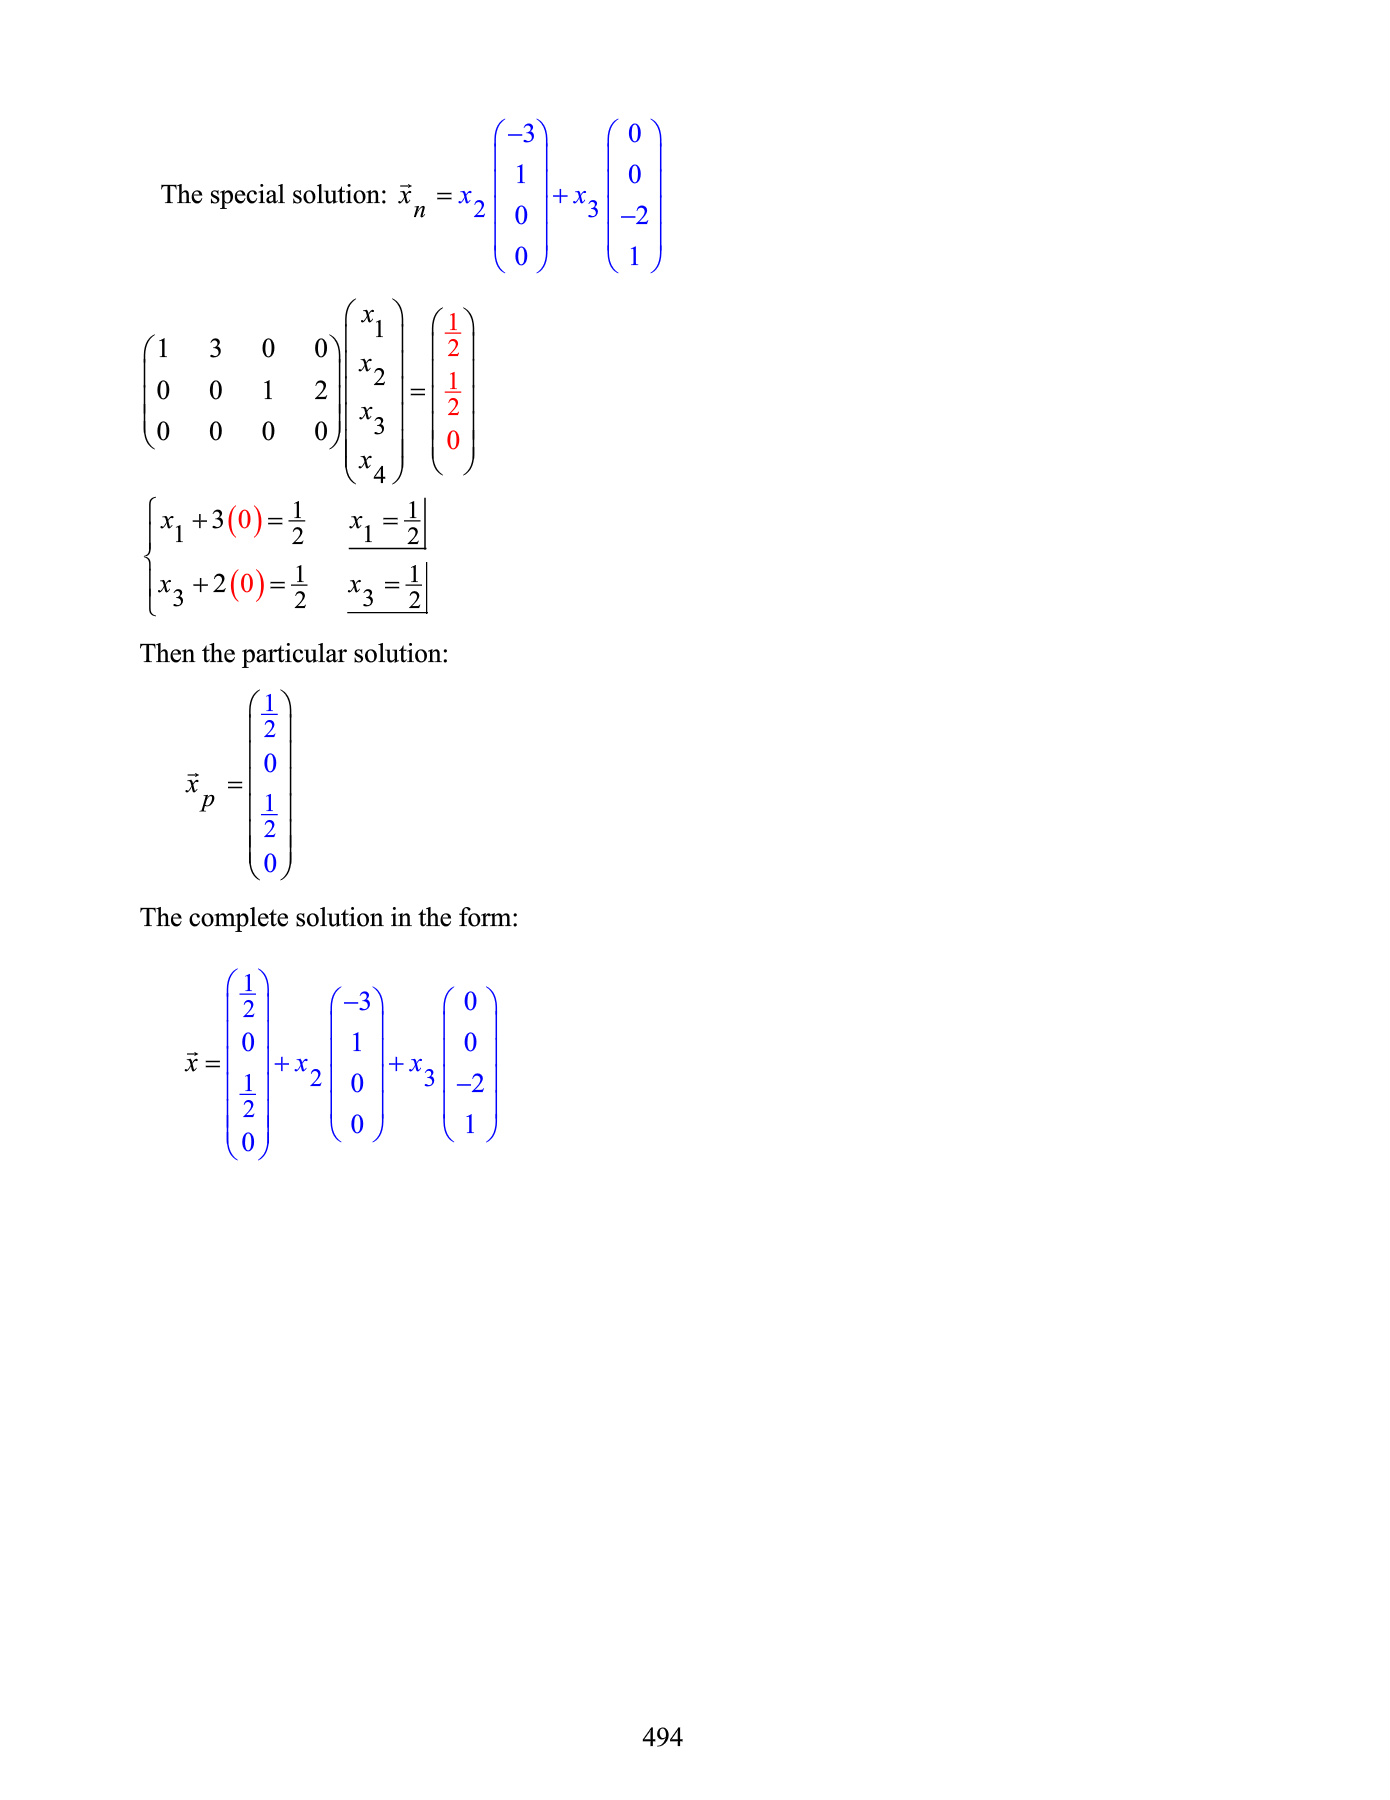 The special solution: $\vec{x}_n = x_2 \begin{pmatrix} -3 \\ 1 \\ 0 \\ 0 \end{pmatrix} + x_3 \begin{pmatrix} 0 \\ 0 \\ -2 \\ 1 \end{pmatrix}$
$\begin{pmatrix} 1 & 3 & 0 & 0 \\ 0 & 0 & 1 & 2 \\ 0 & 0 & 0 & 0 \end{pmatrix} \begin{pmatrix} x_1 \\ x_2 \\ x_3 \\ x_4 \end{pmatrix} = \begin{pmatrix} \frac{1}{2} \\ \frac{1}{2} \\ 0 \end{pmatrix}$
$x_1 + 3(0) = \frac{1}{2}$ $x_1 = \frac{1}{2}$
$x_3 + 2(0) = \frac{1}{2}$ $x_3 = \frac{1}{2}$
Then the particular solution:
$\vec{x}_p = \begin{pmatrix} \frac{1}{2} \\ 0 \\ \frac{1}{2} \\ 0 \end{pmatrix}$
The complete solution in the form:
$\vec{x} = \begin{pmatrix} \frac{1}{2} \\ 0 \\ \frac{1}{2} \\ 0 \end{pmatrix} + x_2 \begin{pmatrix} -3 \\ 1 \\ 0 \\ 0 \end{pmatrix} + x_3 \begin{pmatrix} 0 \\ 0 \\ -2 \\ 1 \end{pmatrix}$
494